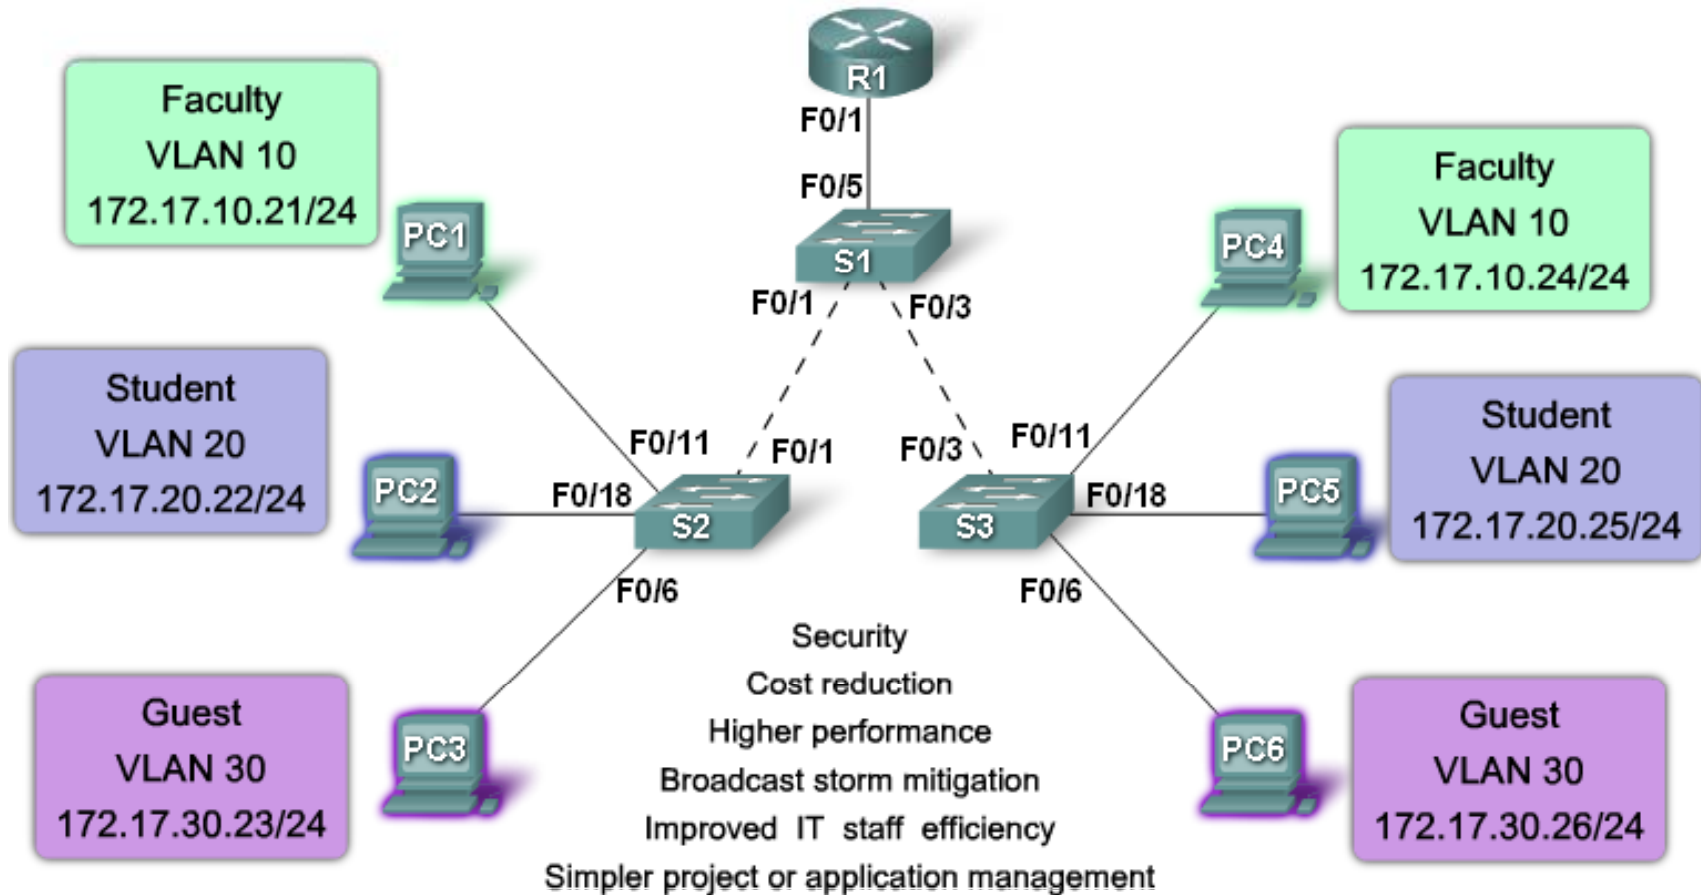 R1
F0/1
F0/5
S1
F0/1
F0/3
Faculty
VLAN 10
172.17.10.21/24
PC1
Faculty
VLAN 10
172.17.10.24/24
PC4
Student
VLAN 20
172.17.20.22/24
PC2
Student
VLAN 20
172.17.20.25/24
PC5
F0/11
F0/1
F0/18
S2
F0/6
F0/3
F0/11
F0/18
S3
F0/6
Guest
VLAN 30
172.17.30.23/24
PC3
Guest
VLAN 30
172.17.30.26/24
PC6
Security
Cost reduction
Higher performance
Broadcast storm mitigation
Improved IT staff efficiency
Simpler project or application management